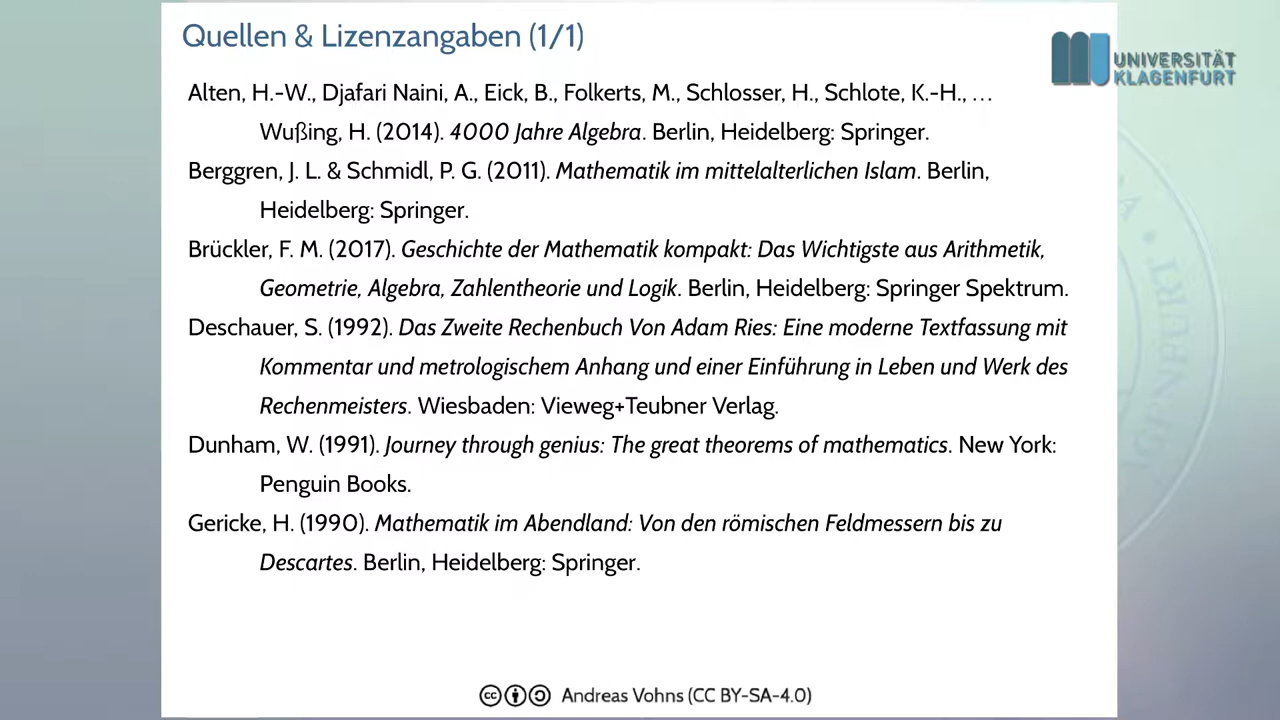 Quellen & Lizenzangaben (1/1)
UNIVERSITÄT
KLAGENFURT
Alten, H.-W., Djafari Naini, A., Eick, B., Folkerts, M., Schlosser, H., Schlote, K.-H., …
Wußing, H. (2014). 4000 Jahre Algebra. Berlin, Heidelberg: Springer.
Berggren, J. L. & Schmidl, P. G. (2011). Mathematik im mittelalterlichen Islam. Berlin,
Heidelberg: Springer.
Brückler, F. M. (2017). Geschichte der Mathematik kompakt: Das Wichtigste aus Arithmetik,
Geometrie, Algebra, Zahlentheorie und Logik. Berlin, Heidelberg: Springer Spektrum.
Deschauer, S. (1992). Das Zweite Rechenbuch Von Adam Ries: Eine moderne Textfassung mit
Kommentar und metrologischem Anhang und einer Einführung in Leben und Werk des
Rechenmeisters. Wiesbaden: Vieweg+Teubner Verlag.
Dunham, W. (1991). Journey through genius: The great theorems of mathematics. New York:
Penguin Books.
Gericke, H. (1990). Mathematik im Abendland: Von den römischen Feldmessern bis zu
Descartes. Berlin, Heidelberg: Springer.
Andreas Vohns (CC BY-SA-4.0)